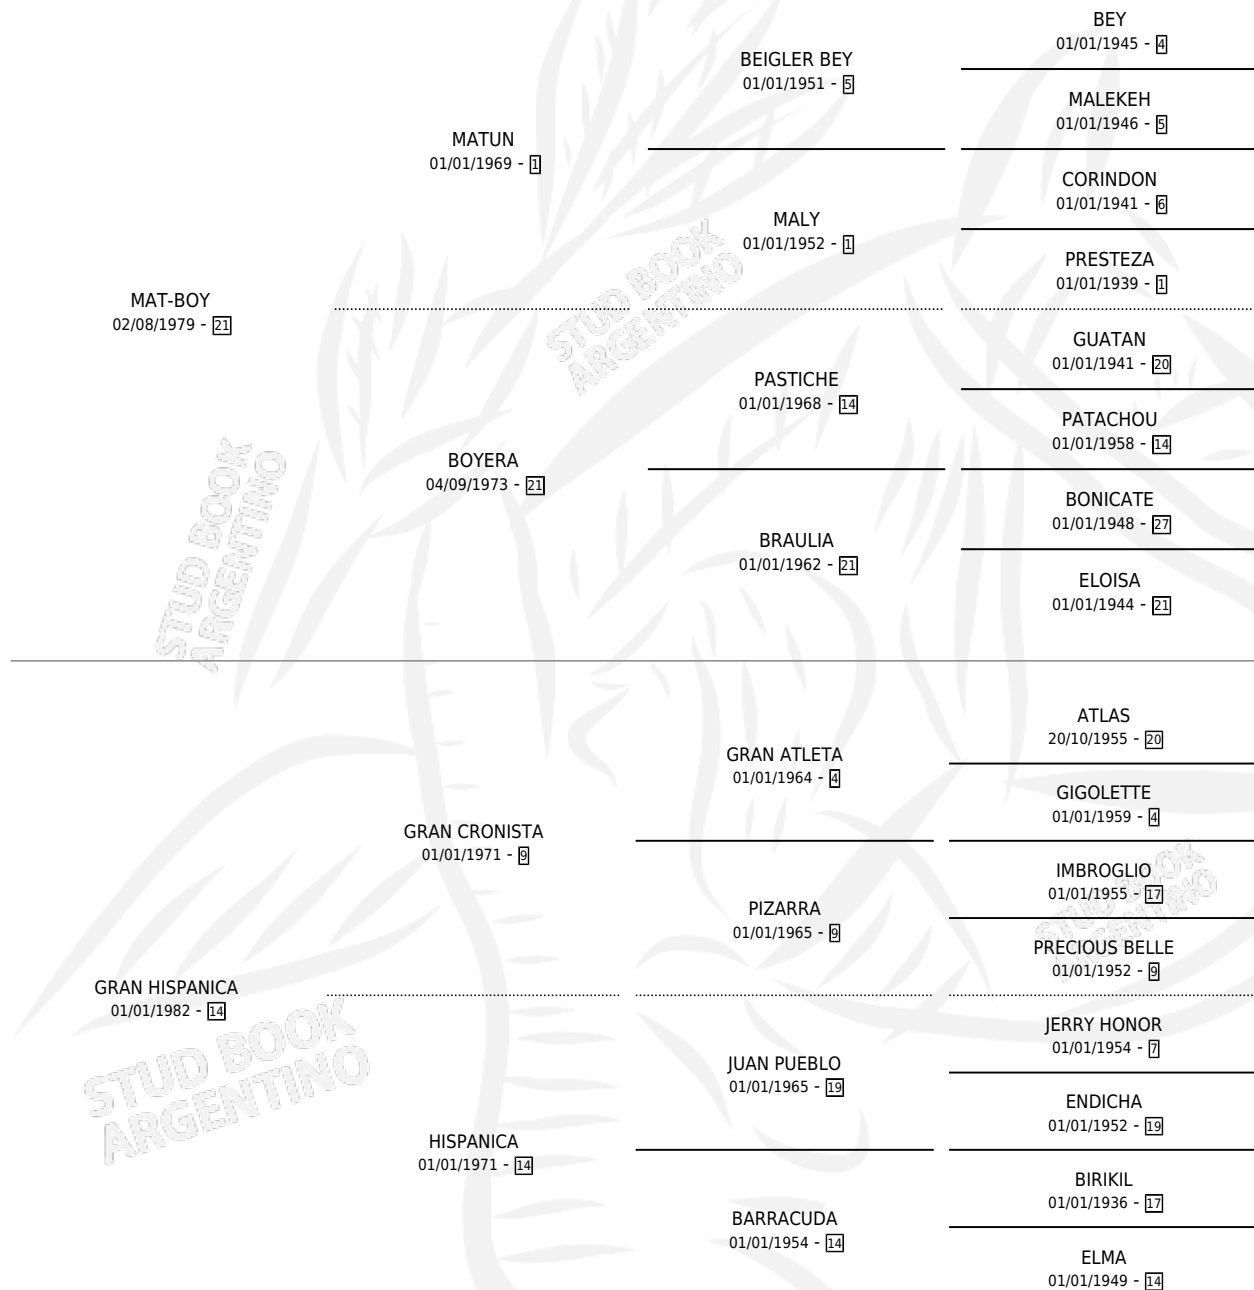 BEY
01/01/1945 - 4
BEIGLER BEY
01/01/1951 - 5
MALEKEH
01/01/1946 - 5
MATUN
01/01/1969 - 1
CORINDON
01/01/1941 - 6
MALY
01/01/1952 - 1
PRESTEZA
01/01/1939 - 1
MAT-BOY
02/08/1979 - 21
GUATAN
01/01/1941 - 20
PASTICHE
01/01/1968 - 14
PATACHOU
01/01/1958 - 14
BOYERA
04/09/1973 - 21
BONICATE
01/01/1948 - 27
BRAULIA
01/01/1962 - 21
ELOISA
01/01/1944 - 21
ATLAS
20/10/1955 - 20
GRAN ATLETA
01/01/1964 - 4
GIGOLETTE
01/01/1959 - 4
GRAN CRONISTA
01/01/1971 - 9
IMBROGLIO
01/01/1955 - 17
PIZARRA
01/01/1965 - 9
PRECIOUS BELLE
01/01/1952 - 9
GRAN HISPANICA
01/01/1982 - 14
JERRY HONOR
01/01/1954 - 7
JUAN PUEBLO
01/01/1965 - 19
ENDICHA
01/01/1952 - 19
HISPANICA
01/01/1971 - 14
BIRIKIL
01/01/1936 - 17
BARRACUDA
01/01/1954 - 14
ELMA
01/01/1949 - 14
STUD BOOK
ARGENTINO
STUD BOOK
ARGENTINO
STUD BOOK
ARGENTINO
STUD BOOK
ARGENTINO